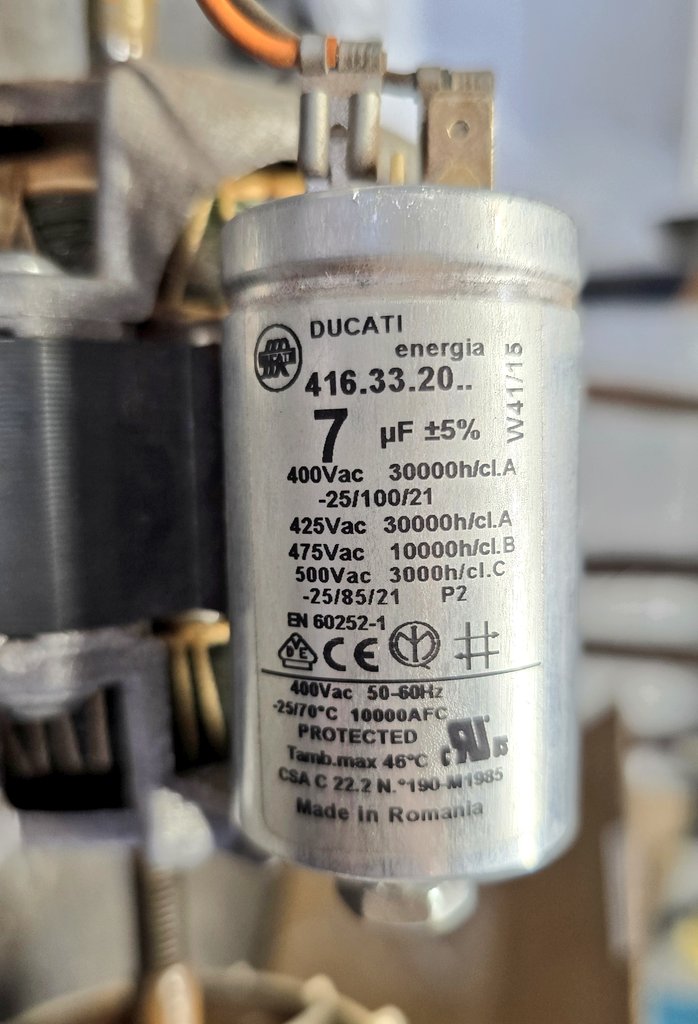 DUCATI
energia
416.33.20..
W41/15
7 µF ±5%
400Vac 30000h/cl.A
-25/100/21
425Vac 30000h/cl.A
475Vac 10000h/cl.B
500Vac 3000h/cl.C
-25/85/21 P2
EN 60252-1
VDE CE
400Vac 50-60Hz
-25/70°C 10000AFC
PROTECTED
Tamb.max 46°C
CSA C 22.2 N.°190-M1985
Made in Romania